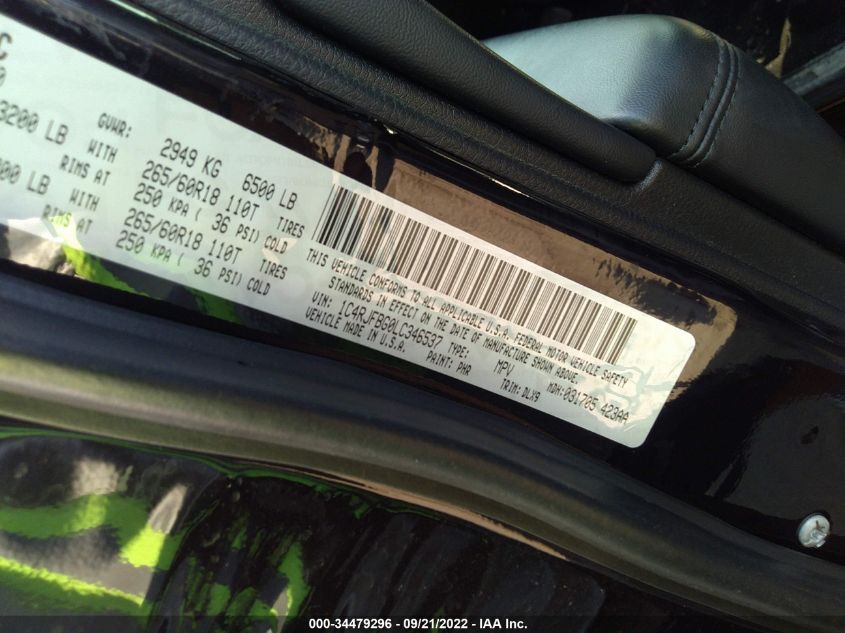 C
0
3200 LB
GVWR:
2949 KG 6500 LB
WITH
RIMS AT
265/60R18 110T TIRES
250 KPA ( 36 PSI) COLD
00 LB
WITH
RIMS AT
265/60R18 110T TIRES
250 KPA ( 36 PSI) COLD
THIS VEHICLE CONFORMS TO ALL APPLICABLE U.S.A. FEDERAL MOTOR VEHICLE SAFETY
STANDARDS IN EFFECT ON THE DATE OF MANUFACTURE SHOWN ABOVE.
VIN: 1C4RJFBG0LC346537 TYPE: MPV MDH:031705 423AA
VEHICLE MADE IN U.S.A. PAINT: PHR TRIM: DLX9
000-34479296 - 09/21/2022 - IAA Inc.